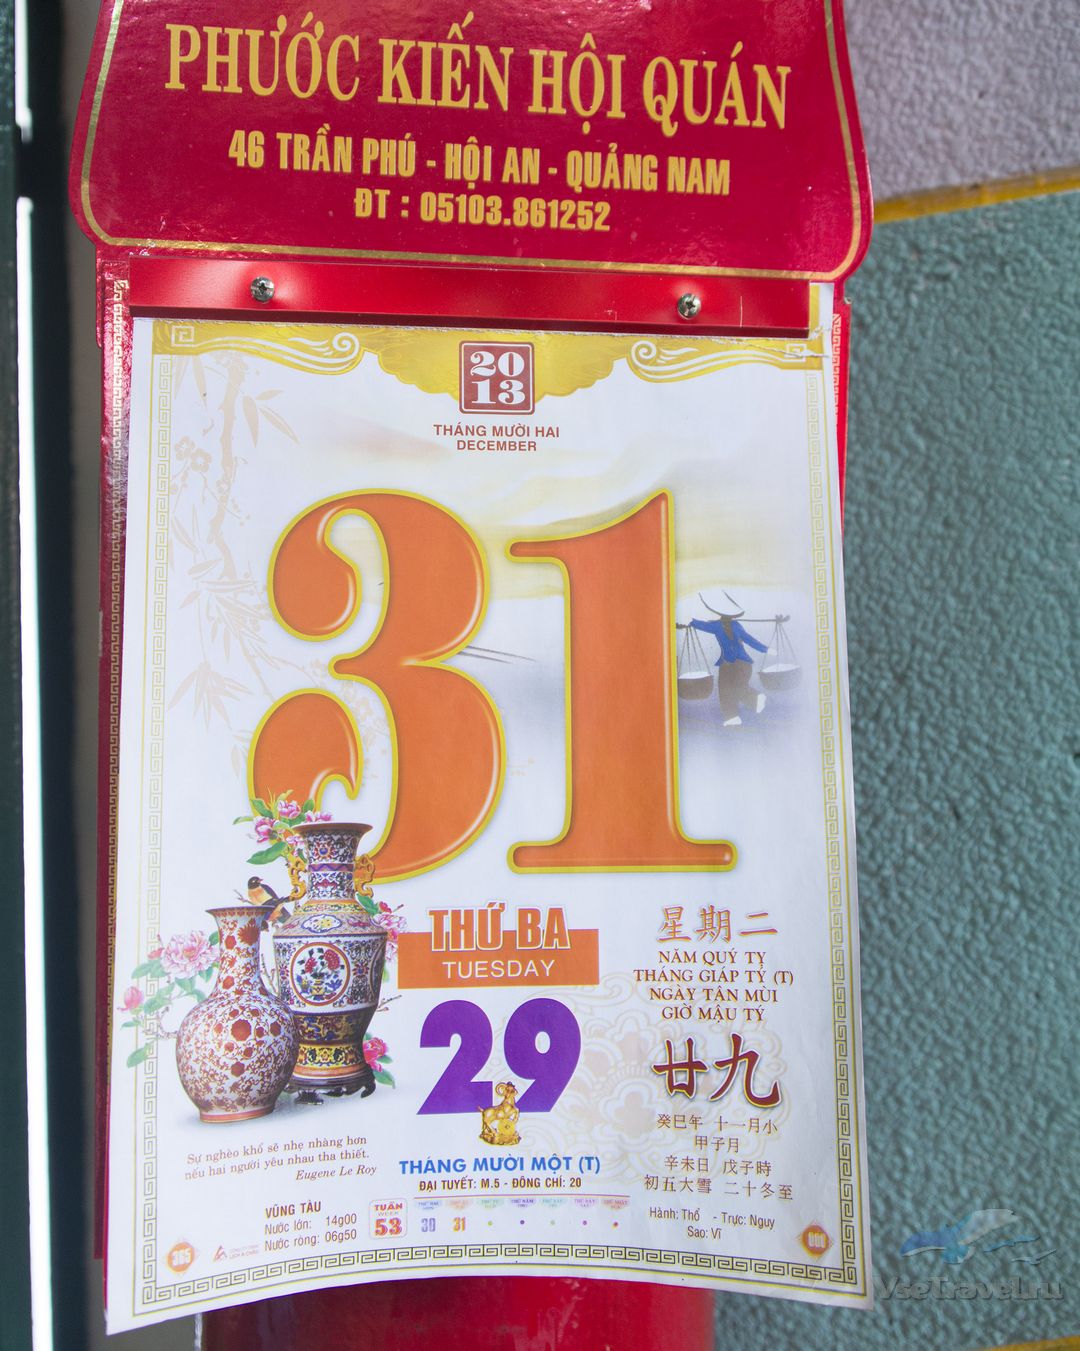 PHƯỚC KIẾN HỘI QUÁN
46 TRẦN PHÚ - HỘI AN - QUẢNG NAM
ĐT : 05103.861252
20
13
THÁNG MƯỜI HAI
DECEMBER
31
THỨ BA
TUESDAY
29
THÁNG MƯỜI MỘT (T)
ĐẠI TUYẾT: M.5 - ĐÔNG CHÍ: 20
星期二
NĂM QUÝ TỴ
THÁNG GIÁP TÝ (T)
NGÀY TÂN MÙI
GIỜ MẬU TÝ
廿九
癸巳年 十一月小
甲子月
辛未日 戊子時
初五大雪 二十冬至
Hành: Thổ - Trực: Nguy
Sao: Vĩ
Sự nghèo khổ sẽ nhẹ nhàng hơn
nếu hai người yêu nhau tha thiết.
Eugene Le Roy
VŨNG TÀU
Nước lớn: 14g00
Nước ròng: 06g50
TUẦN
WEEK
53
30 31
365
000
VseTravel.ru